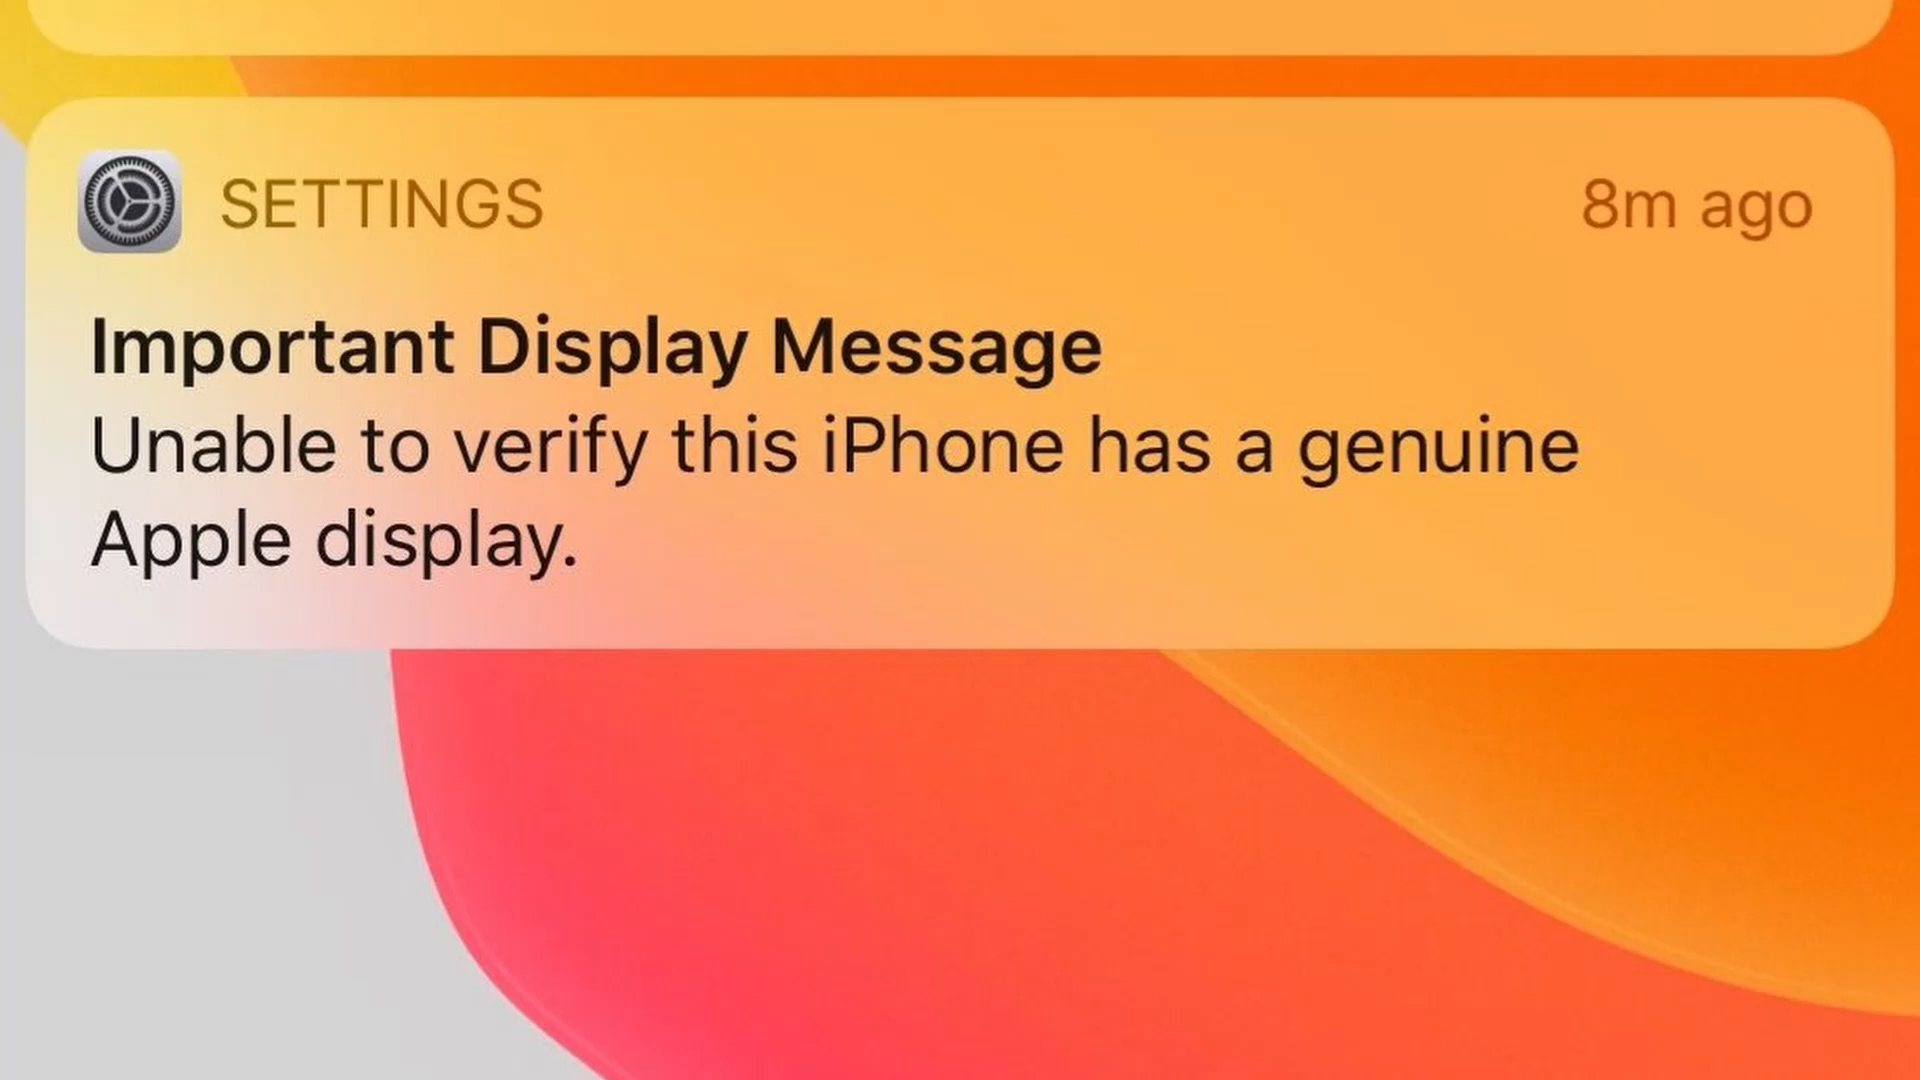 SETTINGS
8m ago
Important Display Message
Unable to verify this iPhone has a genuine
Apple display.